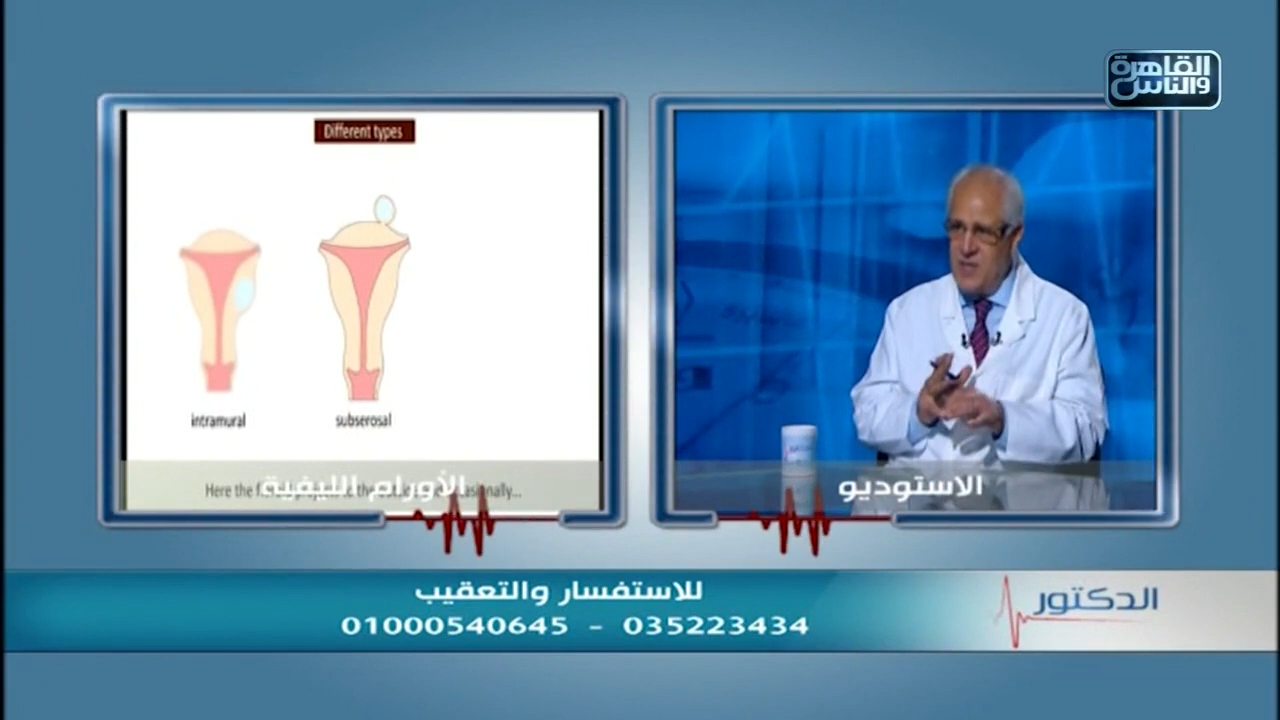 القاهرة
والناس
Different types
intramural
subserosal
الأورام الليفية
الاستوديو
للاستفسار والتعقيب
01000540645 - 035223434
الدكتور